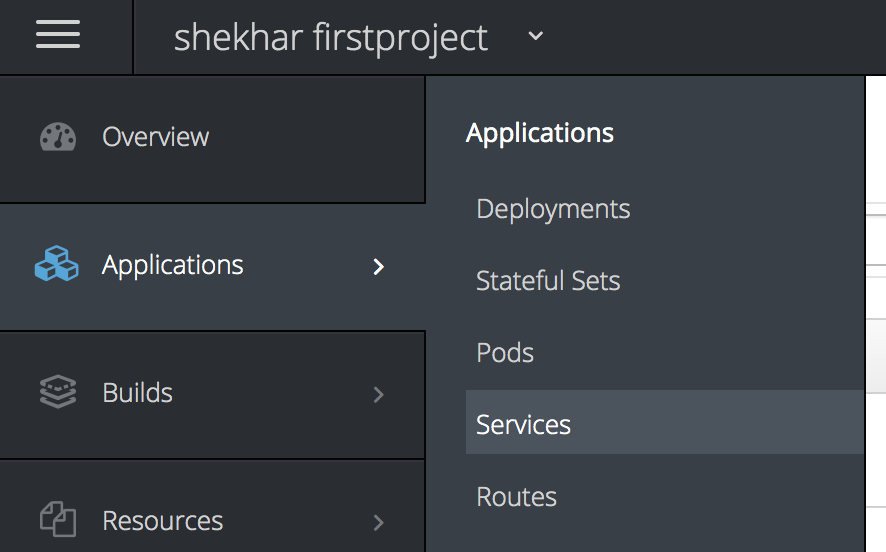 shekhar firstproject
Overview
Applications
Builds
Resources
Applications
Deployments
Stateful Sets
Pods
Services
Routes